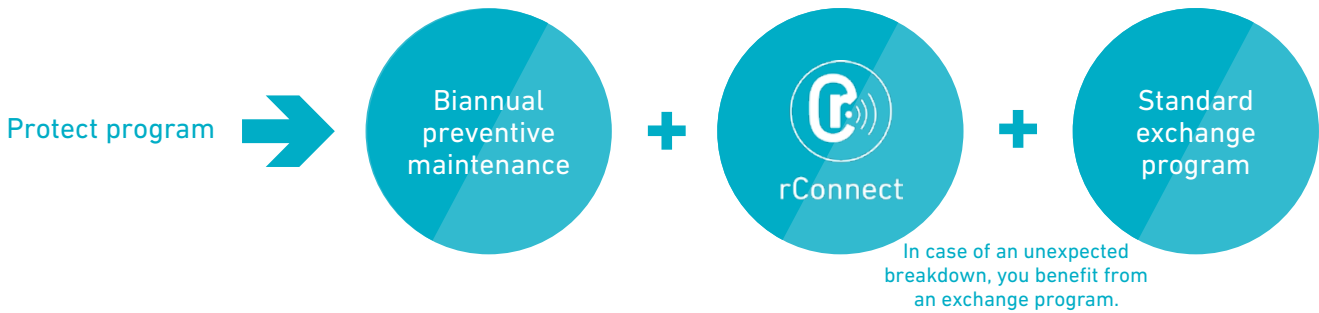 Protect program
Biannual
preventive
maintenance
rConnect
Standard
exchange
program
In case of an unexpected
breakdown, you benefit from
an exchange program.